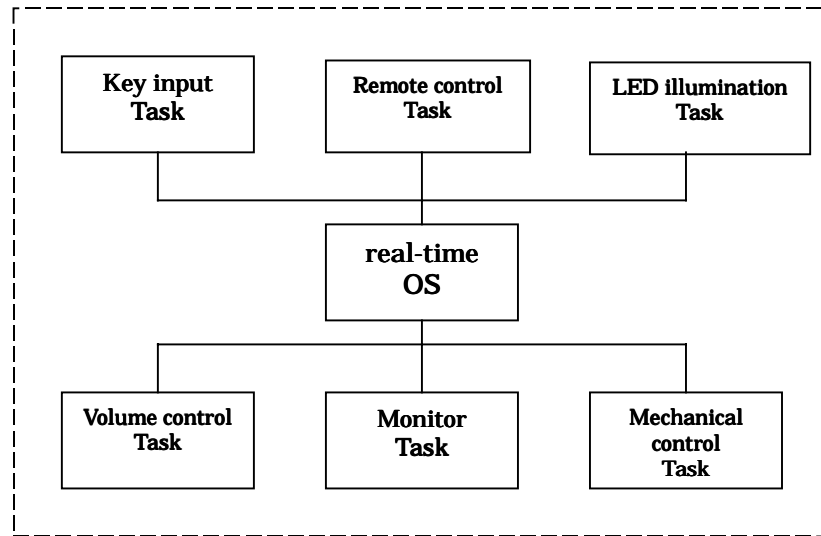 Key input
Task
Remote control
Task
LED illumination
Task
real-time
OS
Volume control
Task
Monitor
Task
Mechanical
control
Task